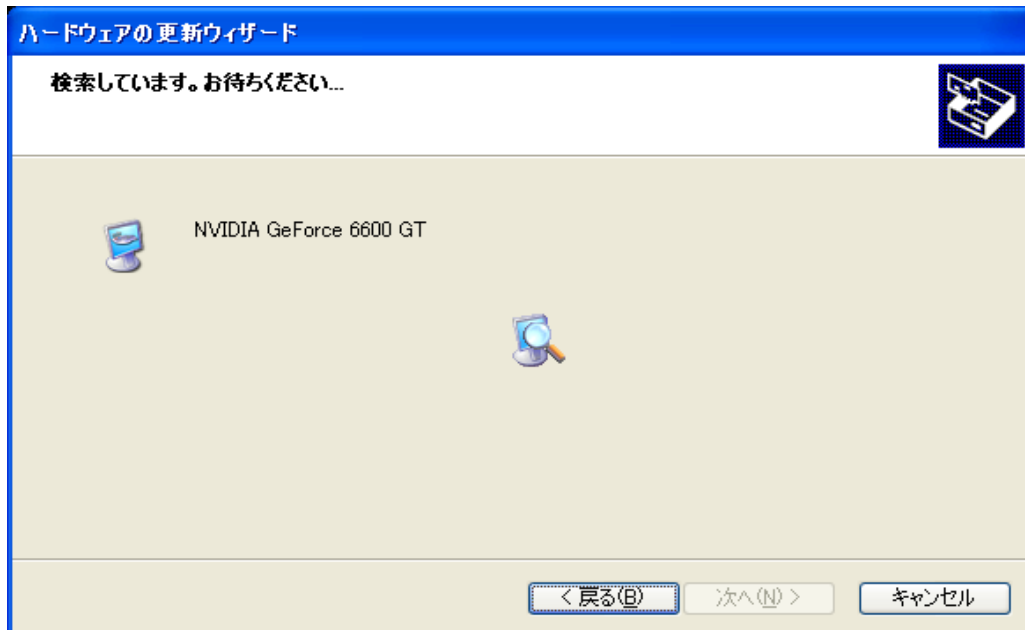 ハードウェアの更新ウィザード
検索しています。お待ちください...
NVIDIA GeForce 6600 GT
< 戻る(B)
次へ(N) >
キャンセル